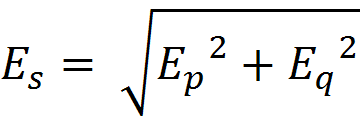 E_s = √(E_p² + E_q²)